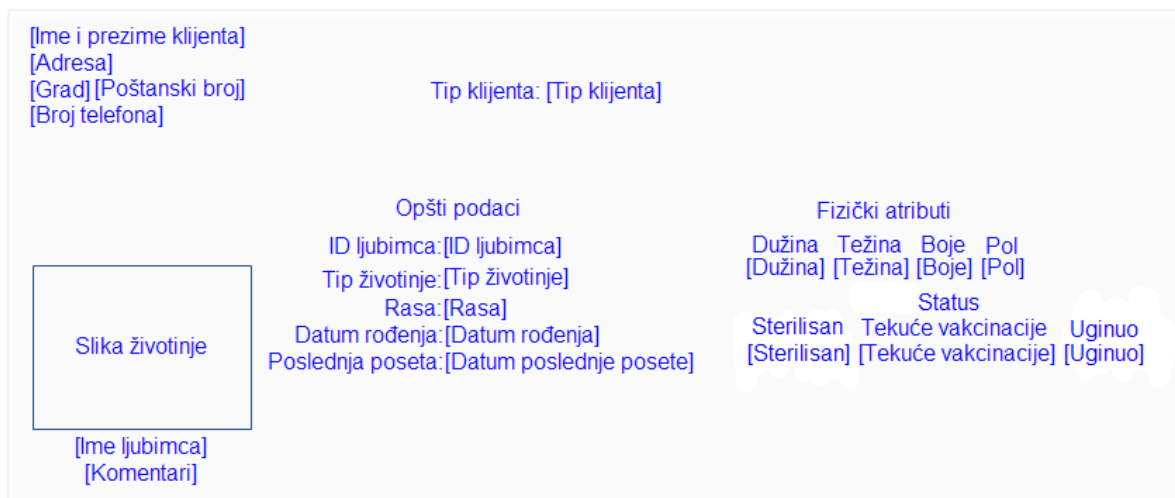 [Ime i prezime klijenta]
[Adresa]
[Grad] [Poštanski broj]
[Broj telefona]
Tip klijenta: [Tip klijenta]
Opšti podaci
ID ljubimca: [ID ljubimca]
Tip životinje: [Tip životinje]
Rasa: [Rasa]
Datum rođenja: [Datum rođenja]
Poslednja poseta: [Datum poslednje posete]
Fizički atributi
Dužina Težina Boje Pol
[Dužina] [Težina] [Boje] [Pol]
Status
Sterilisan Tekuće vakcinacije Uginuo
[Sterilisan] [Tekuće vakcinacije] [Uginuo]
Slika životinje
[Ime ljubimca]
[Komentari]